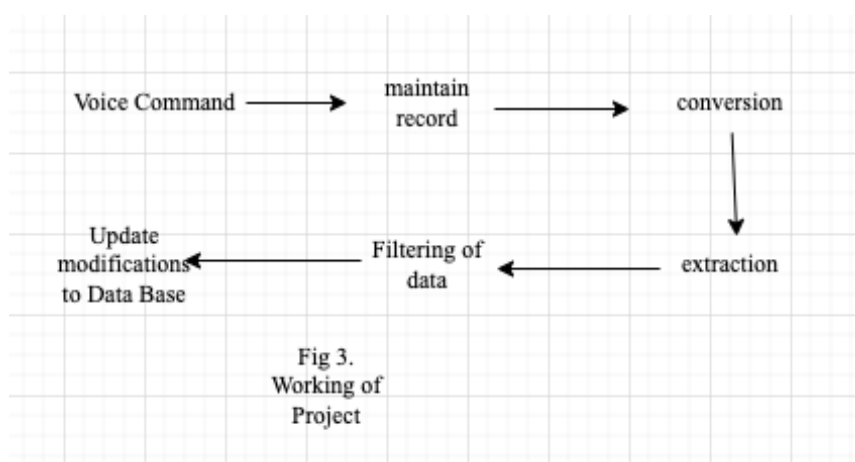 Voice Command
maintain
record
conversion
Update
modifications
to Data Base
Filtering of
data
extraction
Fig 3.
Working of
Project